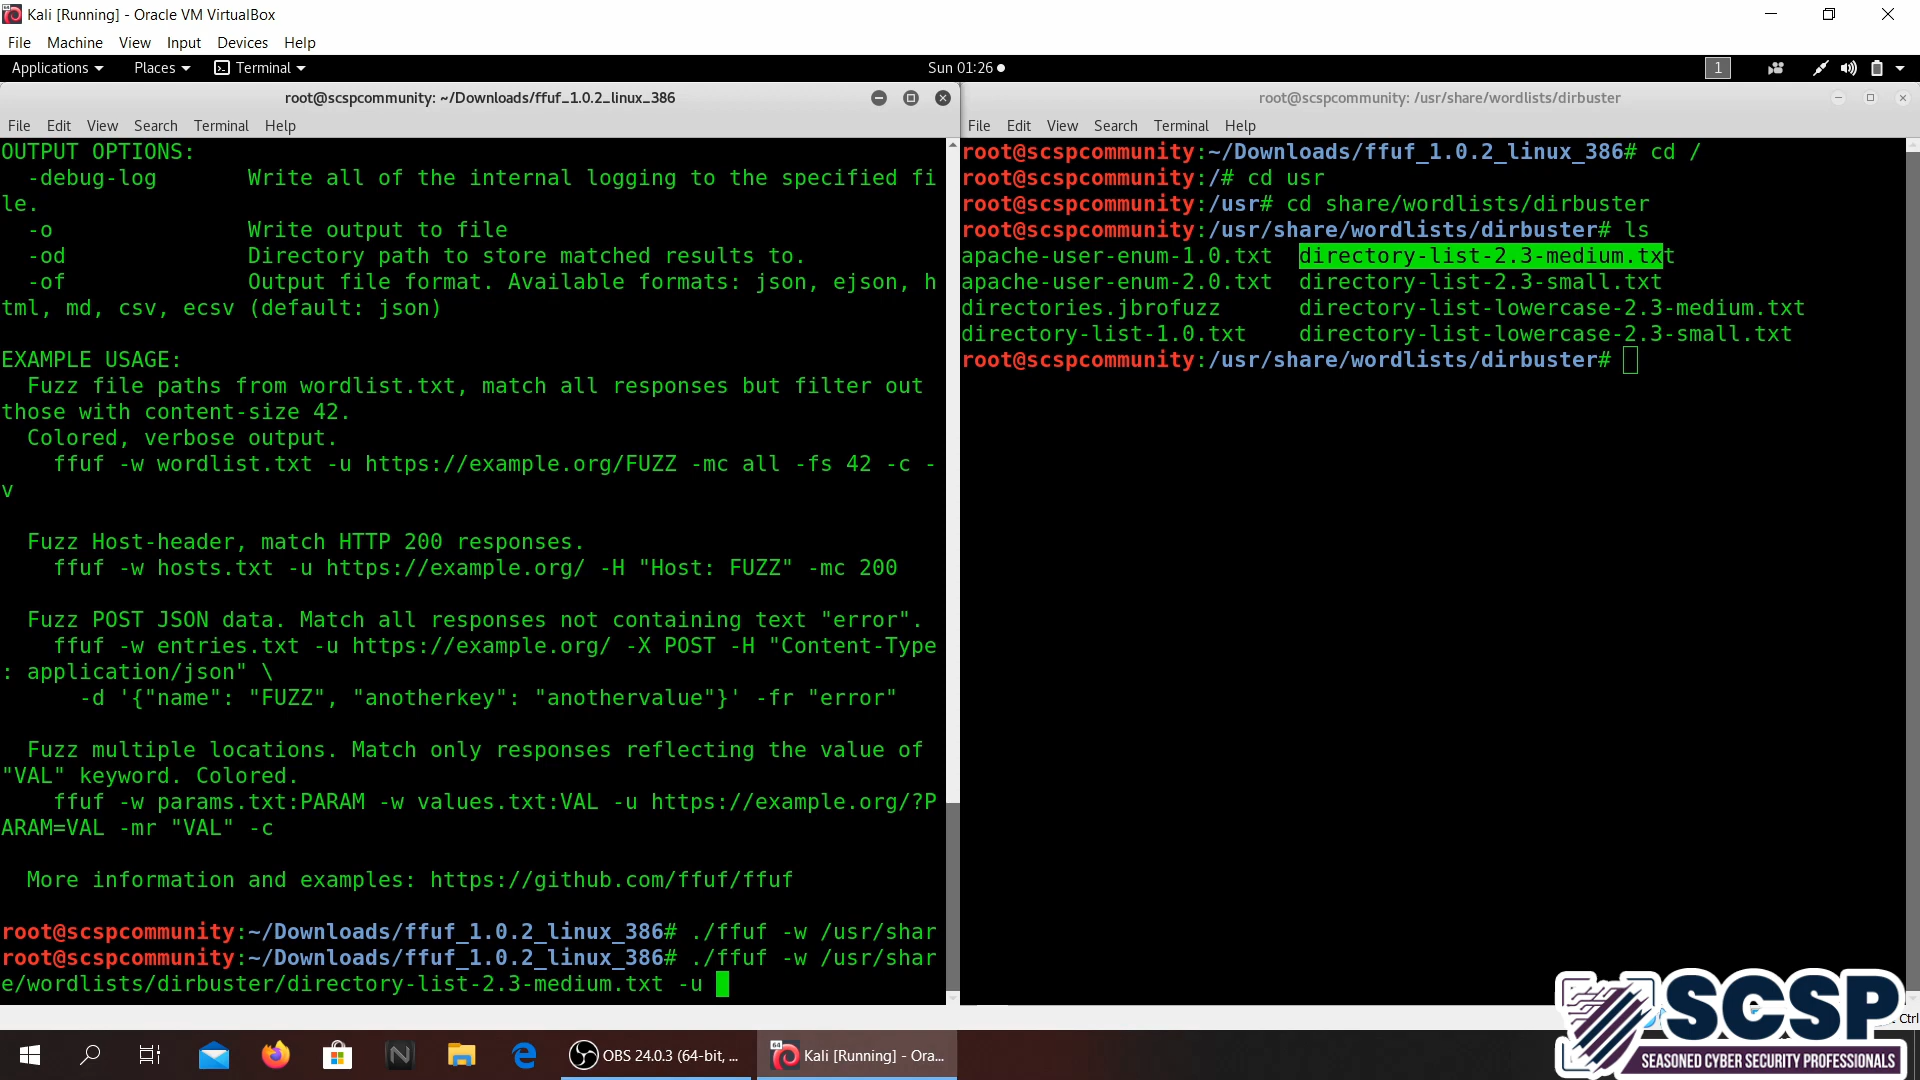 Kali [Running] - Oracle VM VirtualBox
File Machine View Input Devices Help
Applications Places Terminal Sun 01:26 1
root@scspcommunity: ~/Downloads/ffuf_1.0.2_linux_386
File Edit View Search Terminal Help
OUTPUT OPTIONS:
-debug-log Write all of the internal logging to the specified fi
le.
-o Write output to file
-od Directory path to store matched results to.
-of Output file format. Available formats: json, ejson, h
tml, md, csv, ecsv (default: json)
EXAMPLE USAGE:
Fuzz file paths from wordlist.txt, match all responses but filter out
those with content-size 42.
Colored, verbose output.
ffuf -w wordlist.txt -u https://example.org/FUZZ -mc all -fs 42 -c -
v
Fuzz Host-header, match HTTP 200 responses.
ffuf -w hosts.txt -u https://example.org/ -H "Host: FUZZ" -mc 200
Fuzz POST JSON data. Match all responses not containing text "error".
ffuf -w entries.txt -u https://example.org/ -X POST -H "Content-Type
: application/json" \
-d '{"name": "FUZZ", "anotherkey": "anothervalue"}' -fr "error"
Fuzz multiple locations. Match only responses reflecting the value of
"VAL" keyword. Colored.
ffuf -w params.txt:PARAM -w values.txt:VAL -u https://example.org/?P
ARAM=VAL -mr "VAL" -c
More information and examples: https://github.com/ffuf/ffuf
root@scspcommunity:~/Downloads/ffuf_1.0.2_linux_386# ./ffuf -w /usr/shar
root@scspcommunity:~/Downloads/ffuf_1.0.2_linux_386# ./ffuf -w /usr/shar
e/wordlists/dirbuster/directory-list-2.3-medium.txt -u
root@scspcommunity: /usr/share/wordlists/dirbuster
File Edit View Search Terminal Help
root@scspcommunity:~/Downloads/ffuf_1.0.2_linux_386# cd /
root@scspcommunity:/# cd usr
root@scspcommunity:/usr# cd share/wordlists/dirbuster
root@scspcommunity:/usr/share/wordlists/dirbuster# ls
apache-user-enum-1.0.txt directory-list-2.3-medium.txt
apache-user-enum-2.0.txt directory-list-2.3-small.txt
directories.jbrofuzz directory-list-lowercase-2.3-medium.txt
directory-list-1.0.txt directory-list-lowercase-2.3-small.txt
root@scspcommunity:/usr/share/wordlists/dirbuster#
SCSP
SEASONED CYBER SECURITY PROFESSIONALS
Ctrl
OBS 24.0.3 (64-bit, ...
64
Kali [Running] - Ora...